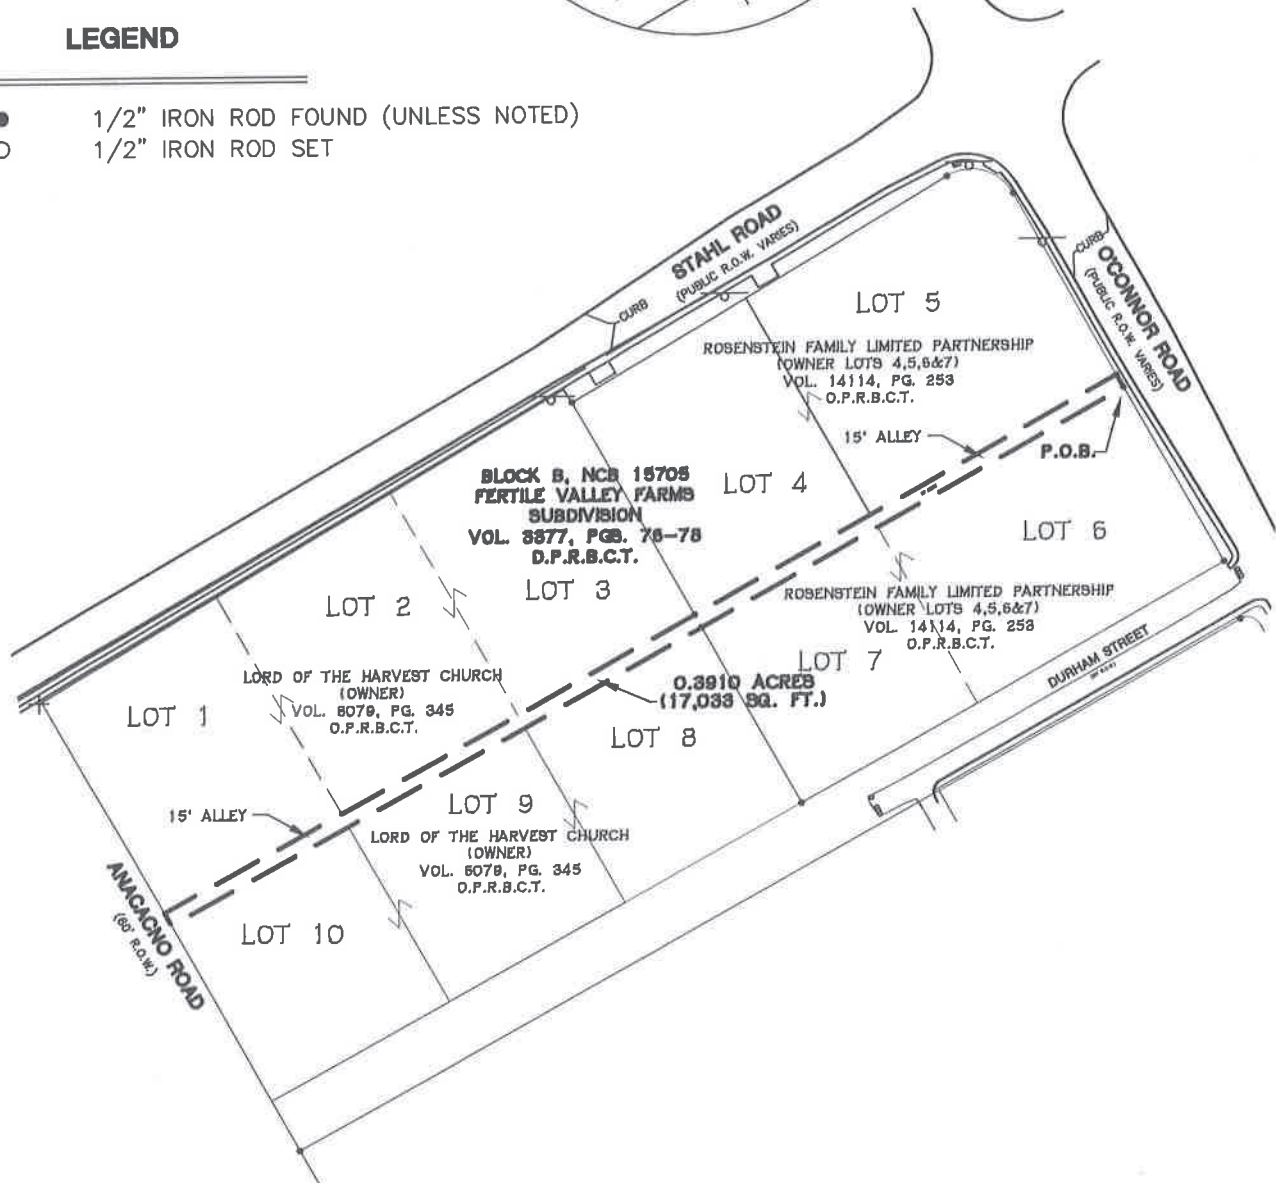 LEGEND
1/2" IRON ROD FOUND (UNLESS NOTED)
1/2" IRON ROD SET
STAHL ROAD
(PUBLIC R.O.W. VARIES)
CURB
CURB
O'CONNOR ROAD
(PUBLIC R.O.W. VARIES)
LOT 5
ROSENSTEIN FAMILY LIMITED PARTNERSHIP
(OWNER LOTS 4,5,6&7)
VOL. 14114, PG. 253
O.P.R.B.C.T.
15' ALLEY
P.O.B.
BLOCK B, NCB 15705
FERTILE VALLEY FARMS
SUBDIVISION
VOL. 3377, PGS. 76-78
D.P.R.B.C.T.
LOT 4
LOT 6
LOT 3
LOT 2
ROSENSTEIN FAMILY LIMITED PARTNERSHIP
(OWNER LOTS 4,5,6&7)
VOL. 14114, PG. 253
O.P.R.B.C.T.
LOT 7
DURHAM STREET
LORD OF THE HARVEST CHURCH
(OWNER)
VOL. 6079, PG. 345
O.P.R.B.C.T.
0.3910 ACRES
(17,033 SQ. FT.)
LOT 1
LOT 8
LOT 9
15' ALLEY
LORD OF THE HARVEST CHURCH
(OWNER)
VOL. 6079, PG. 345
O.P.R.B.C.T.
ANACACNO ROAD
(60' R.O.W.)
LOT 10